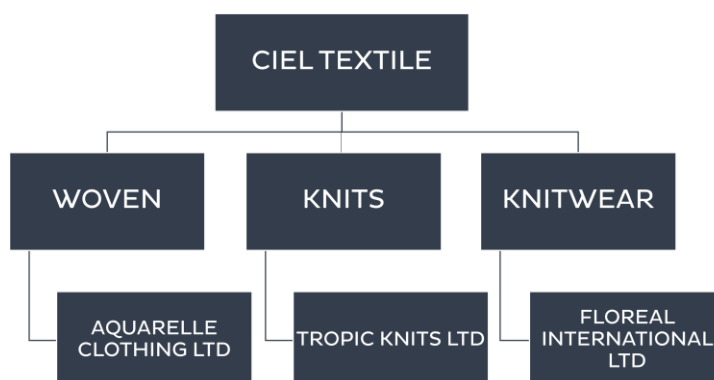 CIEL TEXTILE
WOVEN
KNITS
KNITWEAR
AQUARELLE
CLOTHING LTD
TROPIC KNITS LTD
FLOREAL
INTERNATIONAL
LTD